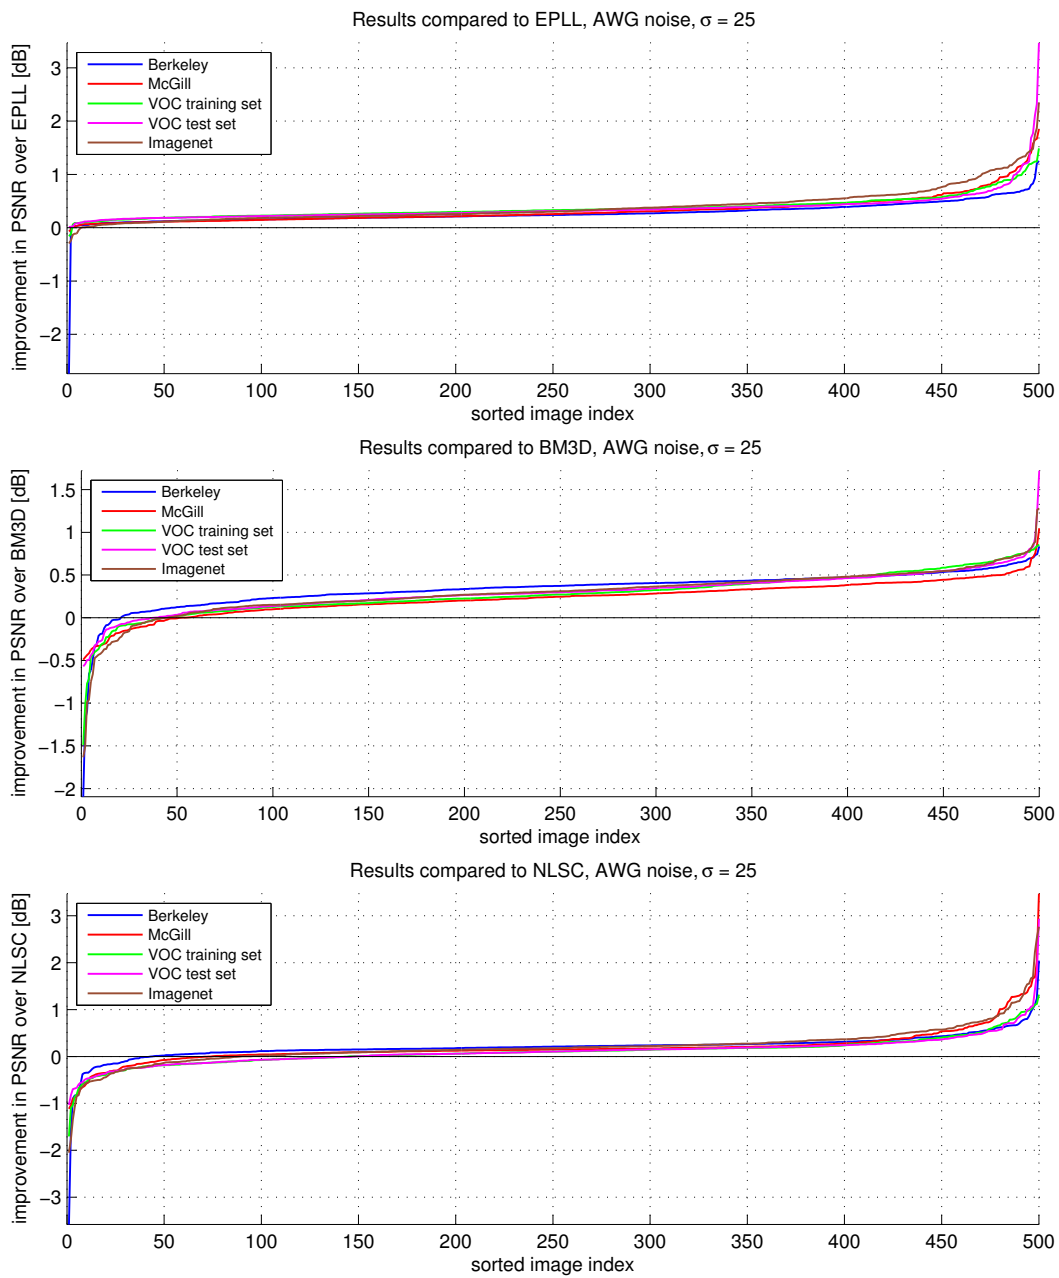 Results compared to EPLL, AWG noise, σ = 25
improvement in PSNR over EPLL [dB]
3
2
1
0
−1
−2
Berkeley
McGill
VOC training set
VOC test set
Imagenet
0 50 100 150 200 250 300 350 400 450 500
sorted image index
Results compared to BM3D, AWG noise, σ = 25
improvement in PSNR over BM3D [dB]
1.5
1
0.5
0
−0.5
−1
−1.5
−2
Berkeley
McGill
VOC training set
VOC test set
Imagenet
0 50 100 150 200 250 300 350 400 450 500
sorted image index
Results compared to NLSC, AWG noise, σ = 25
improvement in PSNR over NLSC [dB]
3
2
1
0
−1
−2
−3
Berkeley
McGill
VOC training set
VOC test set
Imagenet
0 50 100 150 200 250 300 350 400 450 500
sorted image index